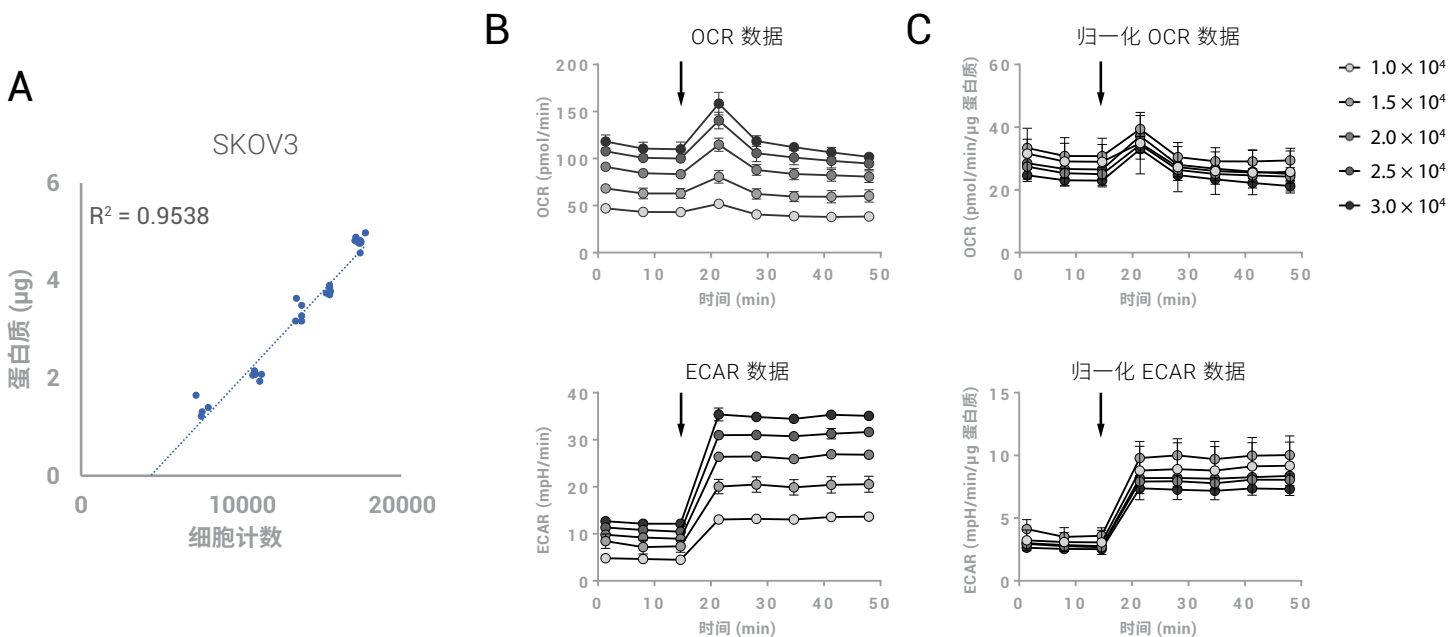 A
SKOV3
R² = 0.9538
蛋白质 (µg)
6
4
2
0
0 10000 20000
细胞计数
B
OCR 数据
OCR (pmol/min)
200
150
100
50
0
0 10 20 30 40 50
时间 (min)
ECAR 数据
ECAR (mpH/min)
40
30
20
10
0
0 10 20 30 40 50
时间 (min)
C
归一化 OCR 数据
OCR (pmol/min/µg 蛋白质)
60
40
20
0
0 10 20 30 40 50
时间 (min)
归一化 ECAR 数据
ECAR (mpH/min/µg 蛋白质)
15
10
5
0
0 10 20 30 40 50
时间 (min)
1.0 × 10⁴
1.5 × 10⁴
2.0 × 10⁴
2.5 × 10⁴
3.0 × 10⁴